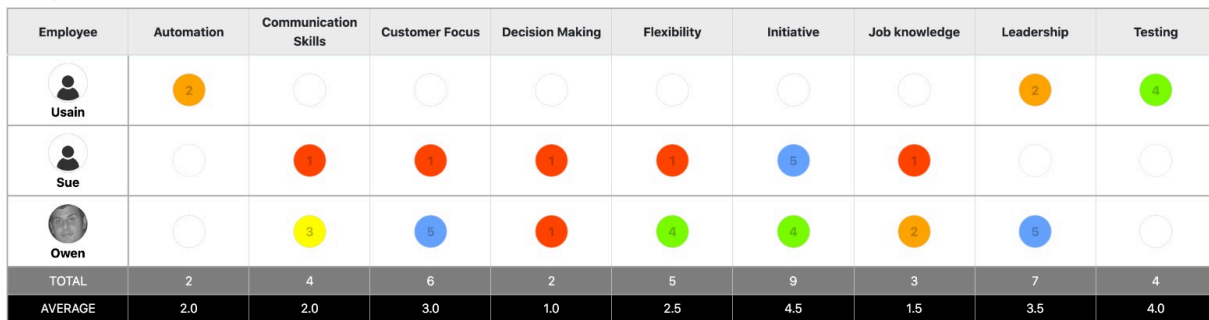 Employee Automation Communication Skills Customer Focus Decision Making Flexibility Initiative Job knowledge Leadership Testing
2 2 4
Usain
1 1 1 1 5 1
Sue
3 5 1 4 4 2 5
Owen
TOTAL 2 4 6 2 5 9 3 7 4
AVERAGE 2.0 2.0 3.0 1.0 2.5 4.5 1.5 3.5 4.0